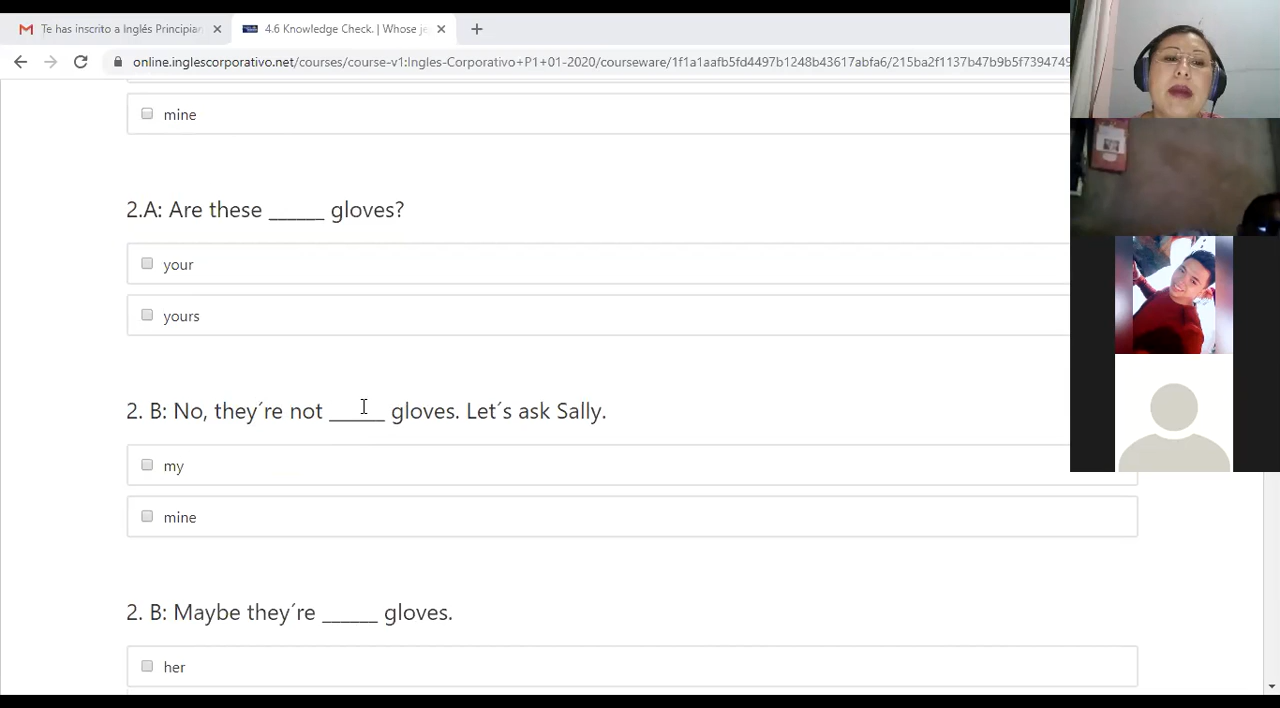 Te has inscrito a Inglés Principian
4.6 Knowledge Check. | Whose je
online.inglescorporativo.net/courses/course-v1:Ingles-Corporativo+P1+01-2020/courseware/1f1a1aafb5fd4497b1248b43617abfa6/215ba2f1137b47b9b5f7394749
mine
2.A: Are these ______ gloves?
your
yours
2. B: No, they´re not ______ gloves. Let´s ask Sally.
my
mine
2. B: Maybe they´re ______ gloves.
her